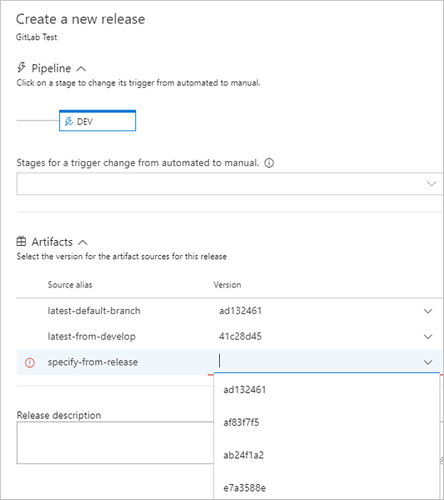 Create a new release
GitLab Test
Pipeline
Click on a stage to change its trigger from automated to manual.
DEV
Stages for a trigger change from automated to manual.
Artifacts
Select the version for the artifact sources for this release
Source alias Version
latest-default-branch ad132461
latest-from-develop 41c28d45
specify-from-release
ad132461
af83f7f5
ab24f1a2
e7a3588e
Release description